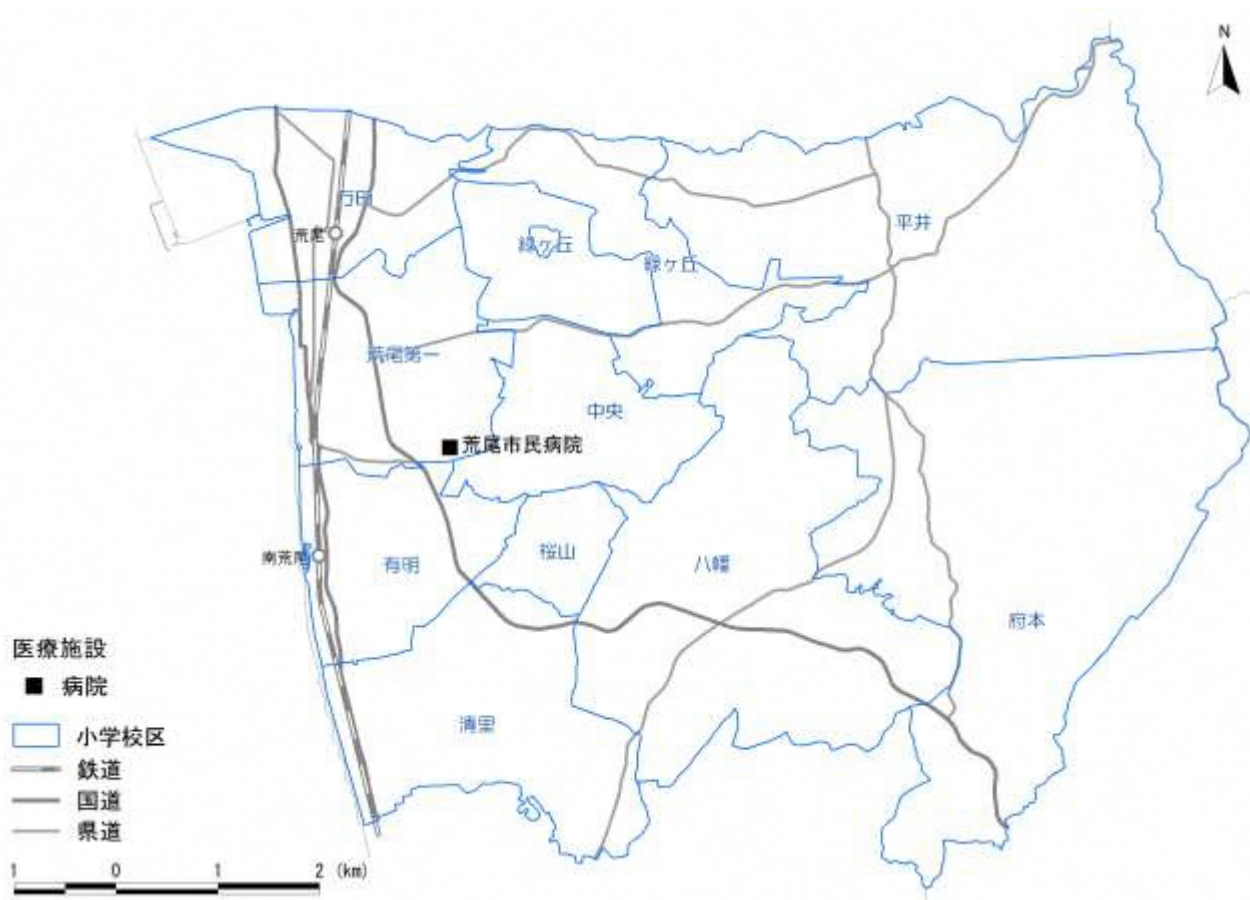 N
万田
荒尾
緑ヶ丘
緑ヶ丘
平井
荒尾第一
中央
荒尾市民病院
南荒尾
有明
桜山
八幡
府本
清里
医療施設
病院
小学校区
鉄道
国道
県道
1 0 1 2 (km)